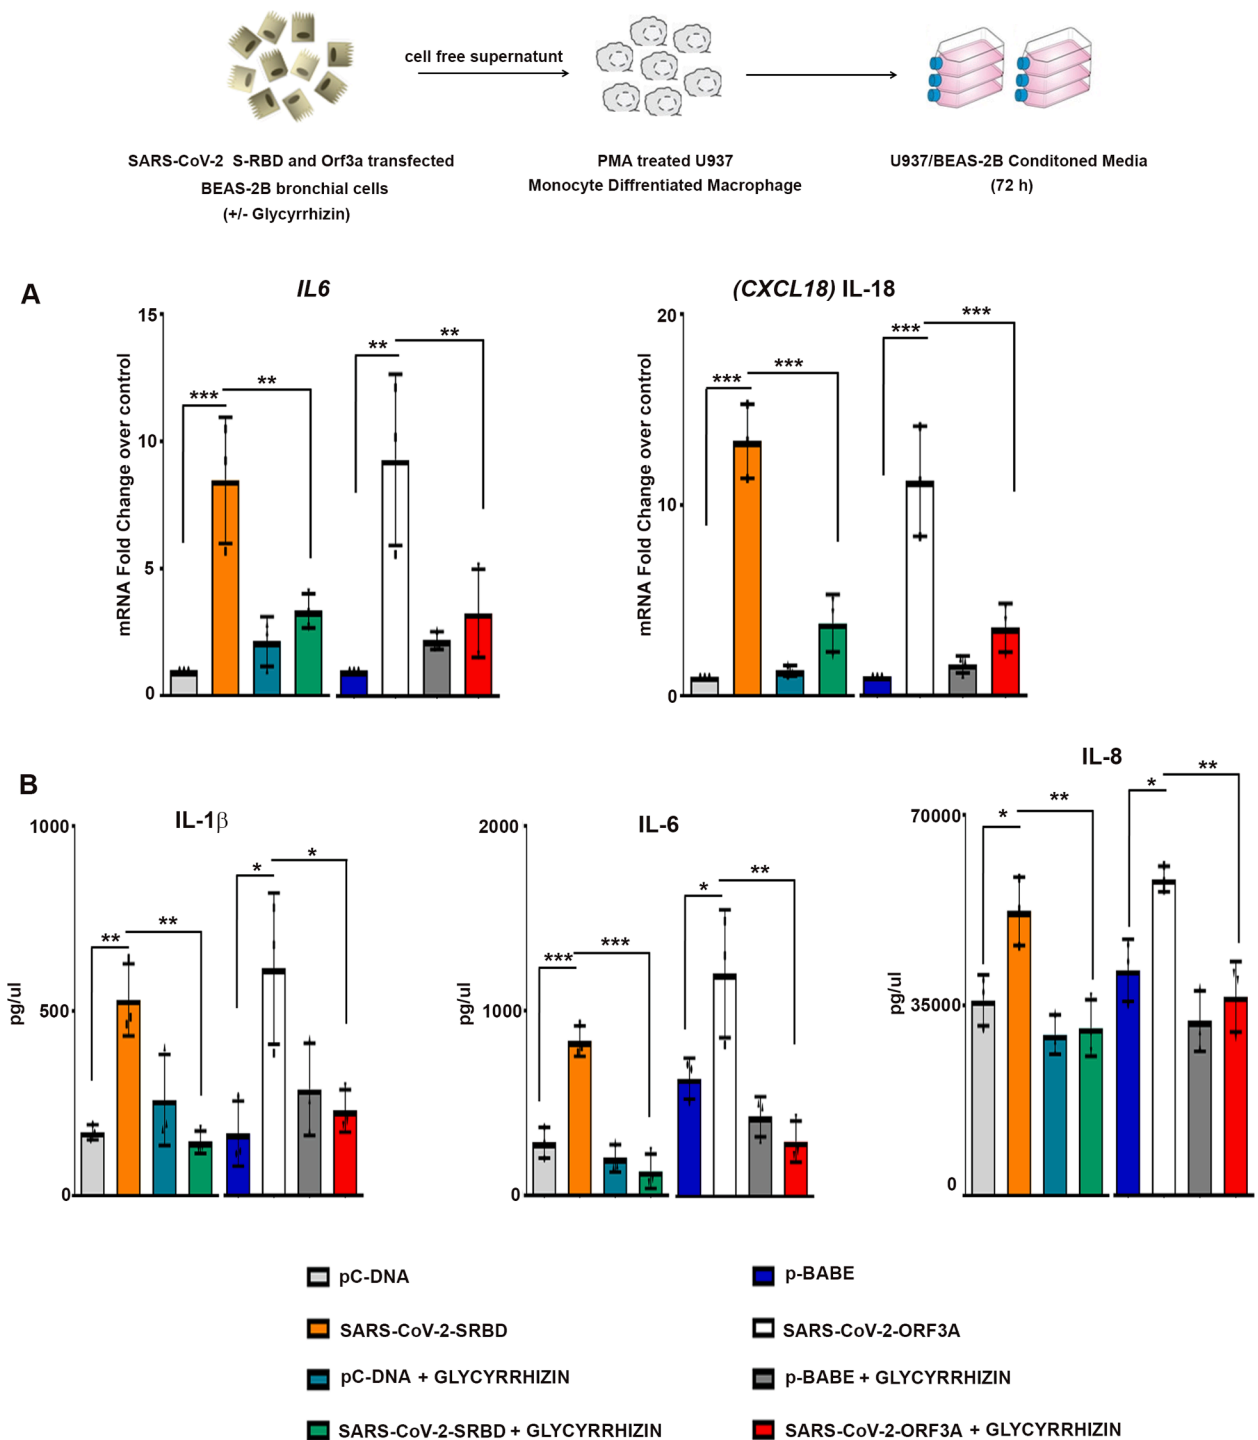 cell free supernatunt
SARS-CoV-2 S-RBD and Orf3a transfected
BEAS-2B bronchial cells
(+/- Glycyrrhizin)
PMA treated U937
Monocyte Diffrentiated Macrophage
U937/BEAS-2B Conditoned Media
(72 h)
A
IL6
mRNA Fold Change over control
15
10
5
0
***
**
**
**
(CXCL18) IL-18
mRNA Fold Change over control
20
10
0
***
***
***
***
B
IL-1β
pg/ul
1000
500
0
**
**
*
*
IL-6
pg/ul
2000
1000
0
***
***
*
**
IL-8
pg/ul
70000
35000
0
*
**
*
**
pC-DNA
SARS-CoV-2-SRBD
pC-DNA + GLYCYRRHIZIN
SARS-CoV-2-SRBD + GLYCYRRHIZIN
p-BABE
SARS-CoV-2-ORF3A
p-BABE + GLYCYRRHIZIN
SARS-CoV-2-ORF3A + GLYCYRRHIZIN